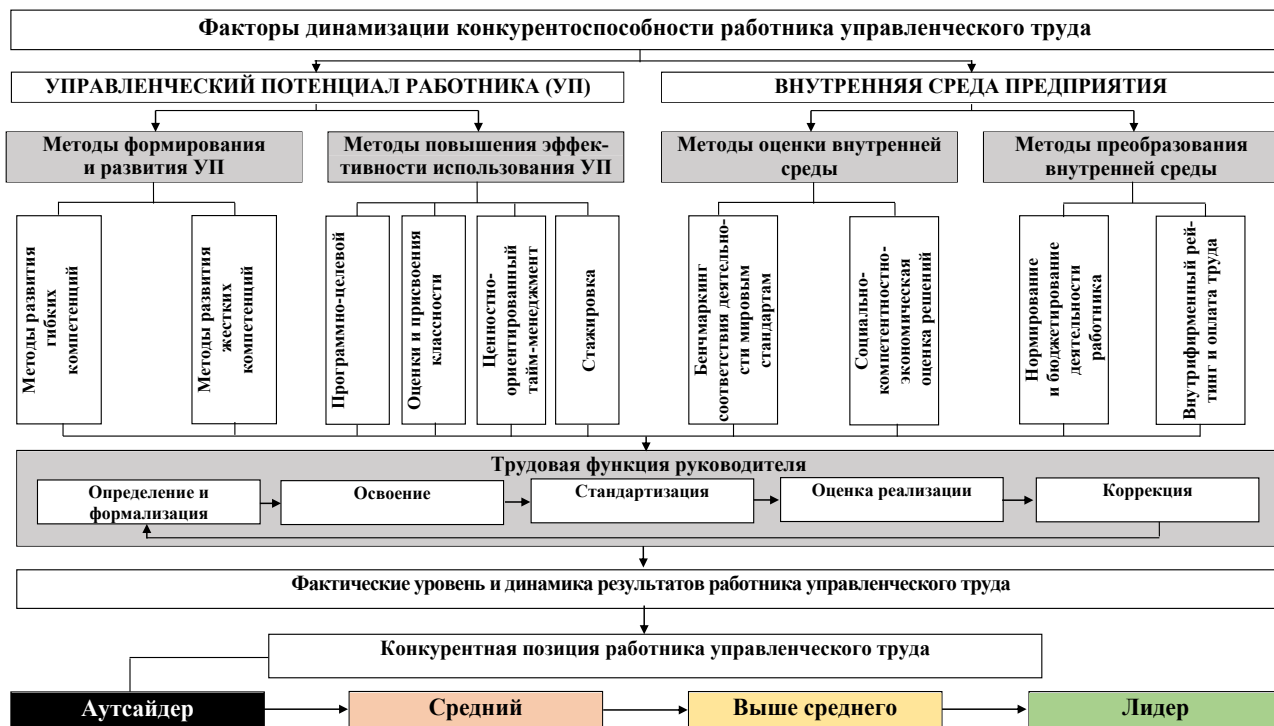 Факторы динамизации конкурентоспособности работника управленческого труда
УПРАВЛЕНЧЕСКИЙ ПОТЕНЦИАЛ РАБОТНИКА (УП)
ВНУТРЕННЯЯ СРЕДА ПРЕДПРИЯТИЯ
Методы формирования
и развития УП
Методы повышения эффек-
тивности использования УП
Методы оценки внутренней
среды
Методы преобразования
внутренней среды
Методы развития
гибких
компетенций
Методы развития
жестких
компетенций
Программно-целевой
Оценки и присвоения
классности
Ценностно-
ориентированный
тайм-менеджмент
Стажировка
Бенчмаркинг
соответствия деятельно-
сти мировым
стандартам
Социально-
компетентностно-
экономическая
оценка решений
Нормирование
и бюджетирование
деятельности
работника
Внутрифирменный рей-
тинг и оплата труда
Трудовая функция руководителя
Определение и
формализация
Освоение
Стандартизация
Оценка реализации
Коррекция
Фактические уровень и динамика результатов работника управленческого труда
Конкурентная позиция работника управленческого труда
Аутсайдер
Средний
Выше среднего
Лидер